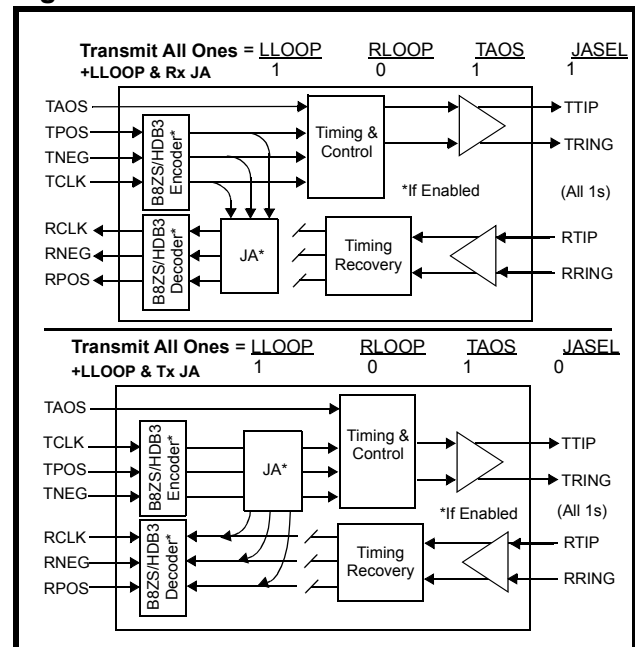 Transmit All Ones = LLOOP RLOOP TAOS JASEL
+LLOOP & Rx JA 1 0 1 1
TAOS
TPOS
TNEG
TCLK
B8ZS/HDB3
Encoder*
Timing &
Control
TTIP
TRING
*If Enabled
(All 1s)
RCLK
RNEG
RPOS
B8ZS/HDB3
Decoder*
JA*
Timing
Recovery
RTIP
RRING
Transmit All Ones = LLOOP RLOOP TAOS JASEL
+LLOOP & Tx JA 1 0 1 0
TAOS
TCLK
TPOS
TNEG
B8ZS/HDB3
Encoder*
JA*
Timing &
Control
TTIP
TRING
*If Enabled
(All 1s)
RCLK
RNEG
RPOS
B8ZS/HDB3
Decoder*
Timing
Recovery
RTIP
RRING